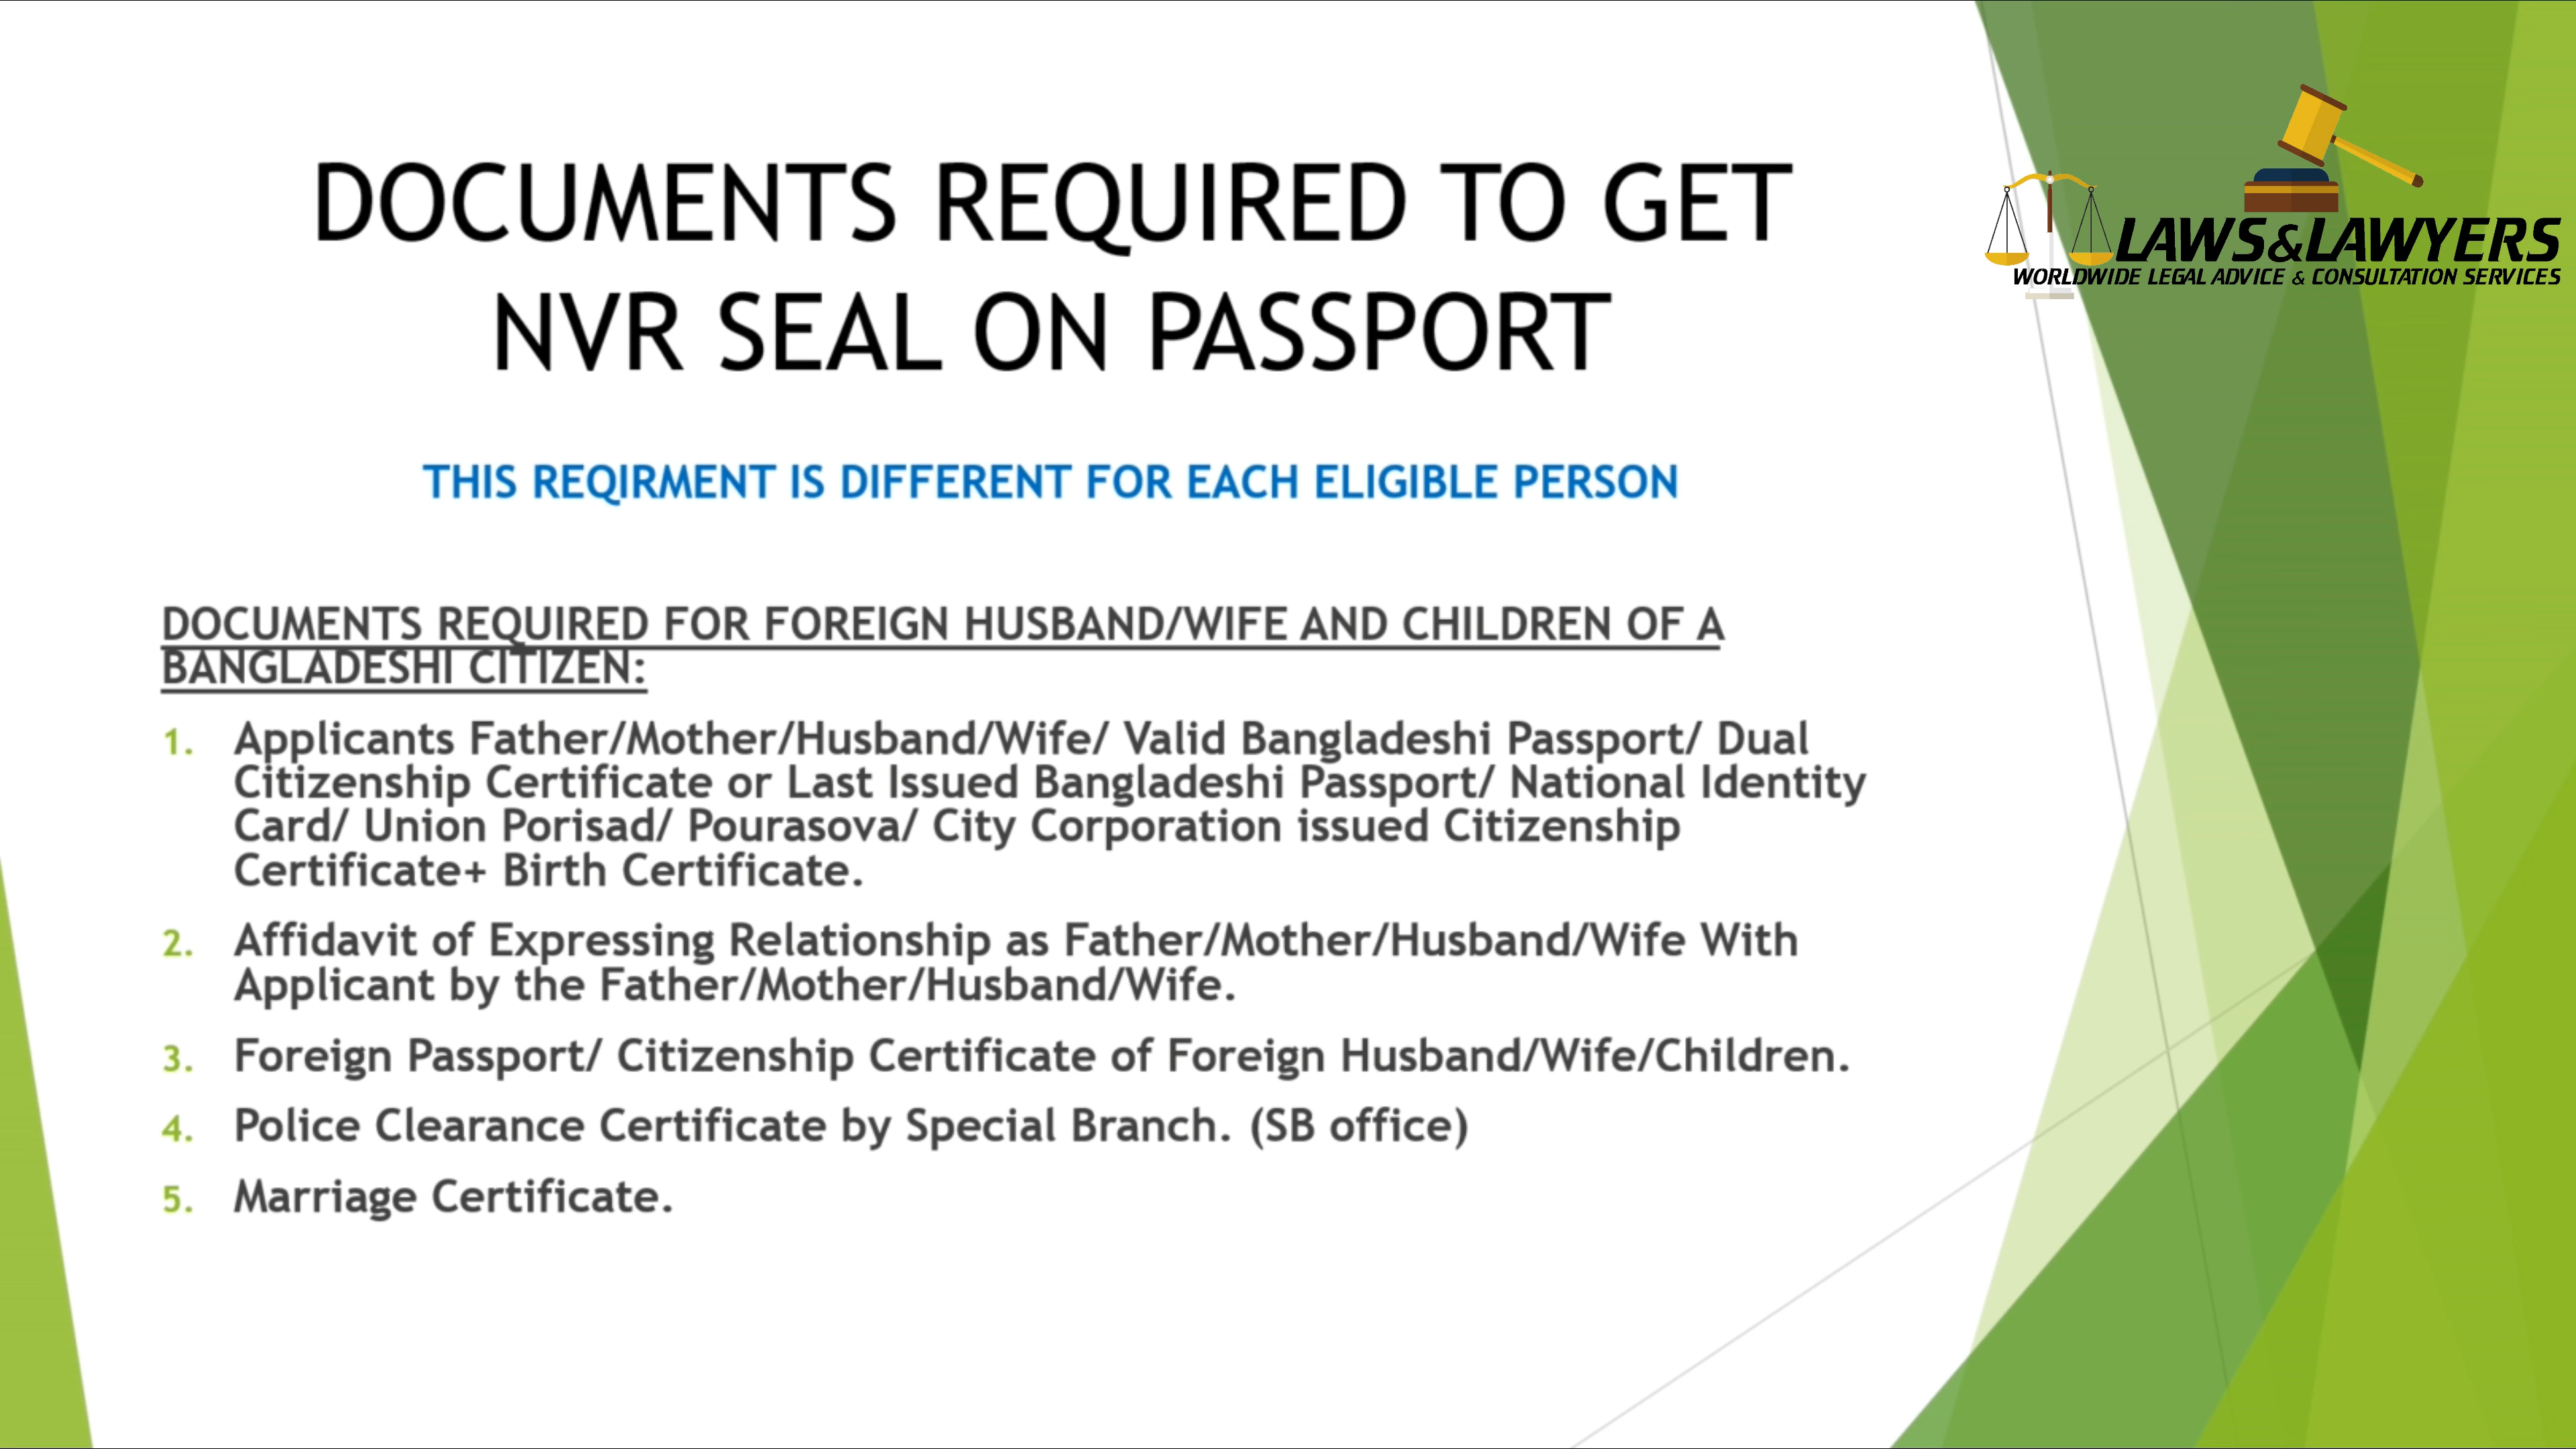 DOCUMENTS REQUIRED TO GET
NVR SEAL ON PASSPORT
LAWS&LAWYERS
WORLDWIDE LEGAL ADVICE & CONSULTATION SERVICES
THIS REQIRMENT IS DIFFERENT FOR EACH ELIGIBLE PERSON
DOCUMENTS REQUIRED FOR FOREIGN HUSBAND/WIFE AND CHILDREN OF A
BANGLADESHI CITIZEN:
1. Applicants Father/Mother/Husband/Wife/ Valid Bangladeshi Passport/ Dual
Citizenship Certificate or Last Issued Bangladeshi Passport/ National Identity
Card/ Union Porisad/ Pourasova/ City Corporation issued Citizenship
Certificate+ Birth Certificate.
2. Affidavit of Expressing Relationship as Father/Mother/Husband/Wife With
Applicant by the Father/Mother/Husband/Wife.
3. Foreign Passport/ Citizenship Certificate of Foreign Husband/Wife/Children.
4. Police Clearance Certificate by Special Branch. (SB office)
5. Marriage Certificate.